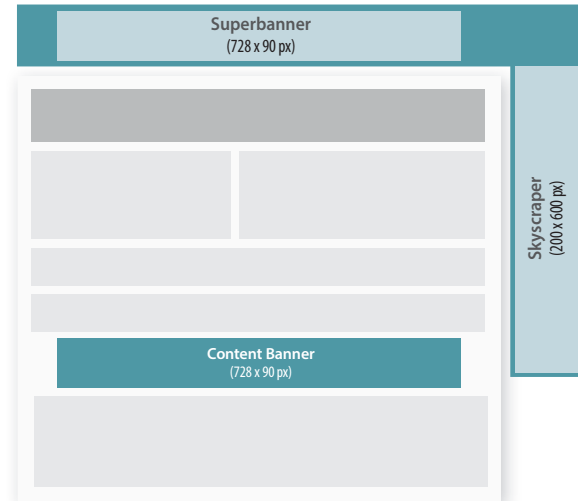 Superbanner
(728 x 90 px)
Skyscraper
(200 x 600 px)
Content Banner
(728 x 90 px)